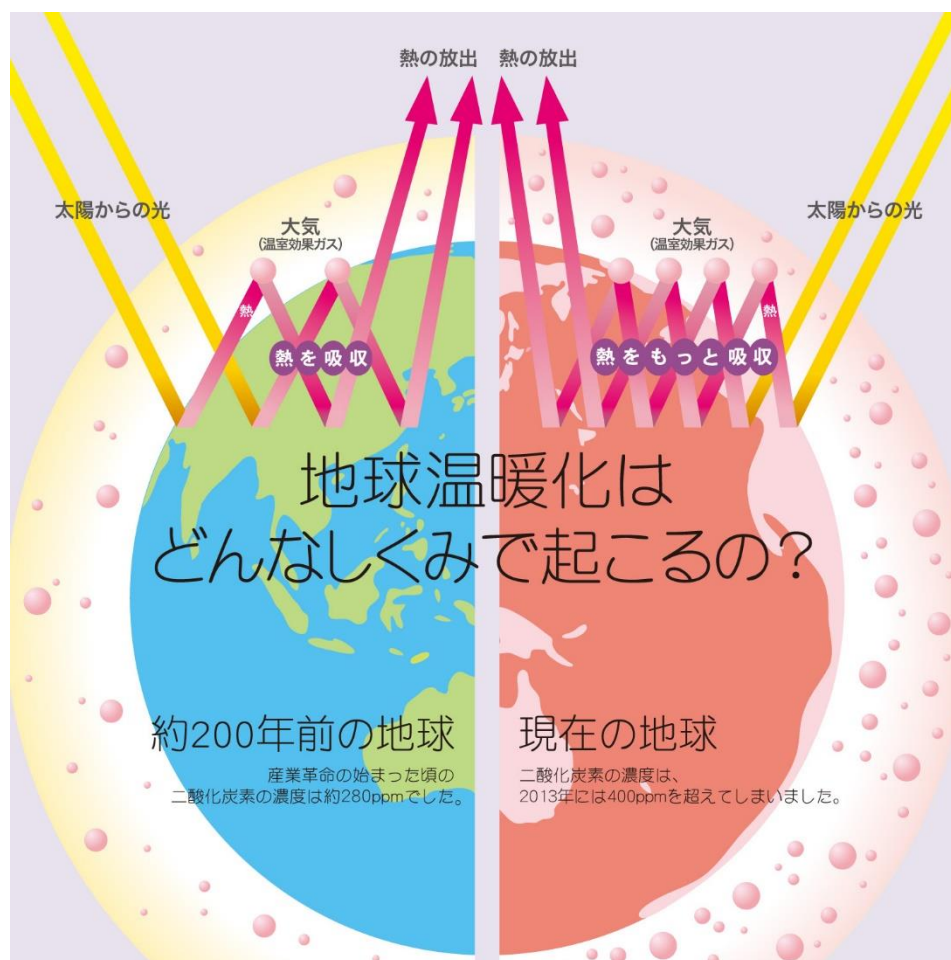 熱の放出
熱の放出
太陽からの光
大気
(温室効果ガス)
大気
(温室効果ガス)
太陽からの光
熱
熱
熱を吸収
熱をもっと吸収
地球温暖化は
どんなしくみで起こるの?
約200年前の地球
産業革命の始まった頃の
二酸化炭素の濃度は約280ppmでした。
現在の地球
二酸化炭素の濃度は、
2013年には400ppmを超えてしまいました。